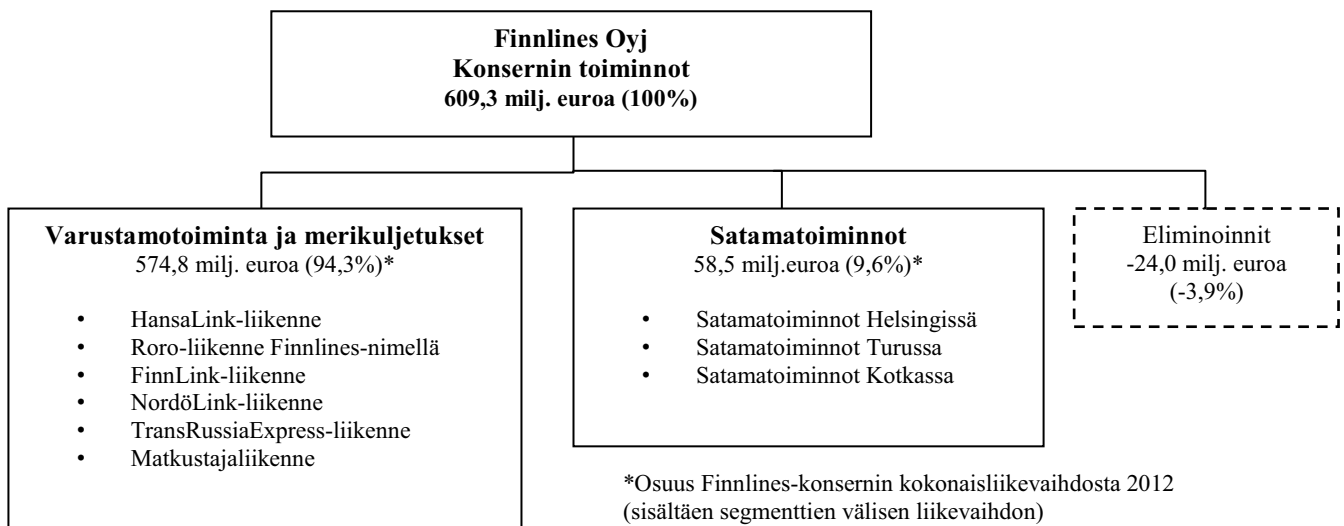 Finnlines Oyj
Konsernin toiminnot
609,3 milj. euroa (100%)
Varustamotoiminta ja merikuljetukset
574,8 milj. euroa (94,3%)*
• HansaLink-liikenne
• Roro-liikenne Finnlines-nimellä
• FinnLink-liikenne
• NordöLink-liikenne
• TransRussiaExpress-liikenne
• Matkustajaliikenne
Satamatoiminnot
58,5 milj.euroa (9,6%)*
• Satamatoiminnot Helsingissä
• Satamatoiminnot Turussa
• Satamatoiminnot Kotkassa
Eliminoinnit
-24,0 milj. euroa
(-3,9%)
*Osuus Finnlines-konsernin kokonaisliikevaihdosta 2012
(sisältäen segmenttien välisen liikevaihdon)